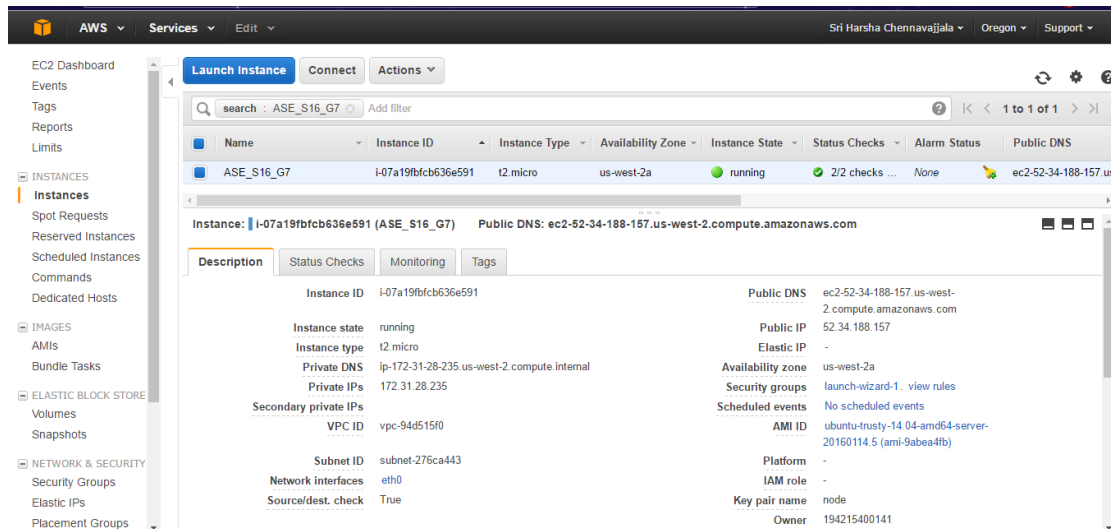 AWS Services Edit Sri Harsha Chennavajjala Oregon Support
EC2 Dashboard
Events
Tags
Reports
Limits
INSTANCES
Instances
Spot Requests
Reserved Instances
Scheduled Instances
Commands
Dedicated Hosts
IMAGES
AMIs
Bundle Tasks
ELASTIC BLOCK STORE
Volumes
Snapshots
NETWORK & SECURITY
Security Groups
Elastic IPs
Placement Groups
Launch Instance Connect Actions
search : ASE_S16_G7 Add filter 1 to 1 of 1
Name Instance ID Instance Type Availability Zone Instance State Status Checks Alarm Status Public DNS
ASE_S16_G7 i-07a19fbfcb636e591 t2.micro us-west-2a running 2/2 checks ... None ec2-52-34-188-157.us
Instance: i-07a19fbfcb636e591 (ASE_S16_G7) Public DNS: ec2-52-34-188-157.us-west-2.compute.amazonaws.com
Description Status Checks Monitoring Tags
Instance ID i-07a19fbfcb636e591
Instance state running
Instance type t2.micro
Private DNS ip-172-31-28-235.us-west-2.compute.internal
Private IPs 172.31.28.235
Secondary private IPs
VPC ID vpc-94d515f0
Subnet ID subnet-276ca443
Network interfaces eth0
Source/dest. check True
Public DNS ec2-52-34-188-157.us-west-
2.compute.amazonaws.com
Public IP 52.34.188.157
Elastic IP -
Availability zone us-west-2a
Security groups launch-wizard-1. view rules
Scheduled events No scheduled events
AMI ID ubuntu-trusty-14.04-amd64-server-
20160114.5 (ami-9abea4fb)
Platform -
IAM role -
Key pair name node
Owner 194215400141